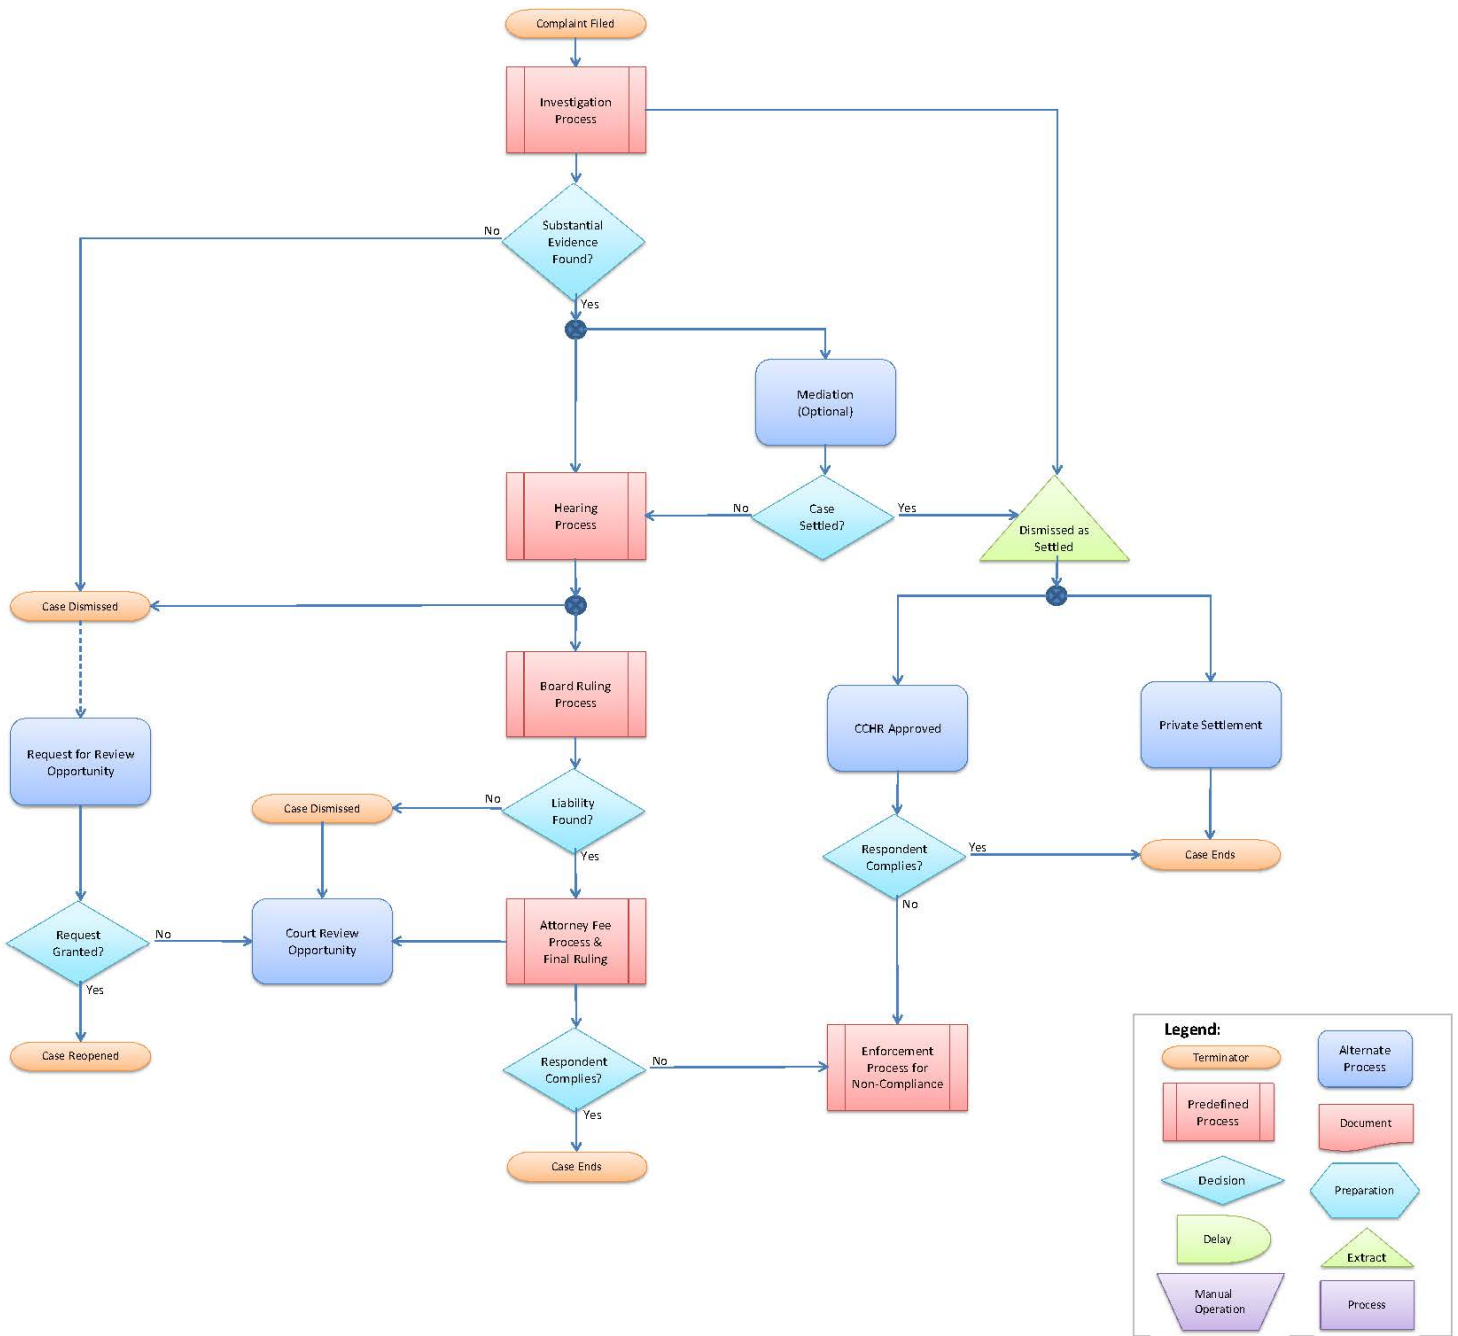 Complaint Filed
Investigation
Process
Substantial
Evidence
Found?
No
Yes
Mediation
(Optional)
Hearing
Process
No
Case
Settled?
Yes
Dismissed as
Settled
Case Dismissed
Board Ruling
Process
CCHR Approved
Private Settlement
Request for Review
Opportunity
Case Dismissed
No
Liability
Found?
Yes
Respondent
Complies?
Yes
No
Case Ends
Request
Granted?
No
Yes
Court Review
Opportunity
Attorney Fee
Process &
Final Ruling
Case Reopened
Respondent
Complies?
No
Yes
Enforcement
Process for
Non-Compliance
Case Ends
Legend:
Terminator
Alternate
Process
Predefined
Process
Document
Decision
Preparation
Delay
Extract
Manual
Operation
Process